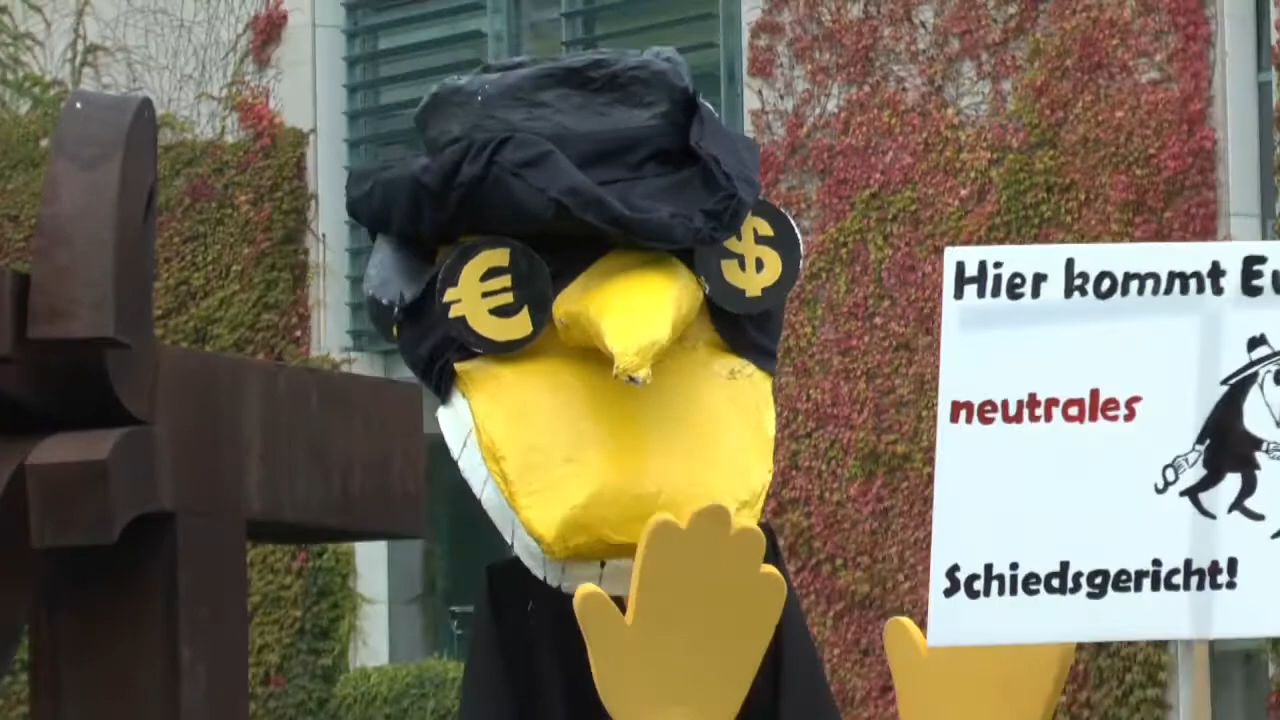 €
$
Hier kommt Eu
neutrales
Schiedsgericht!